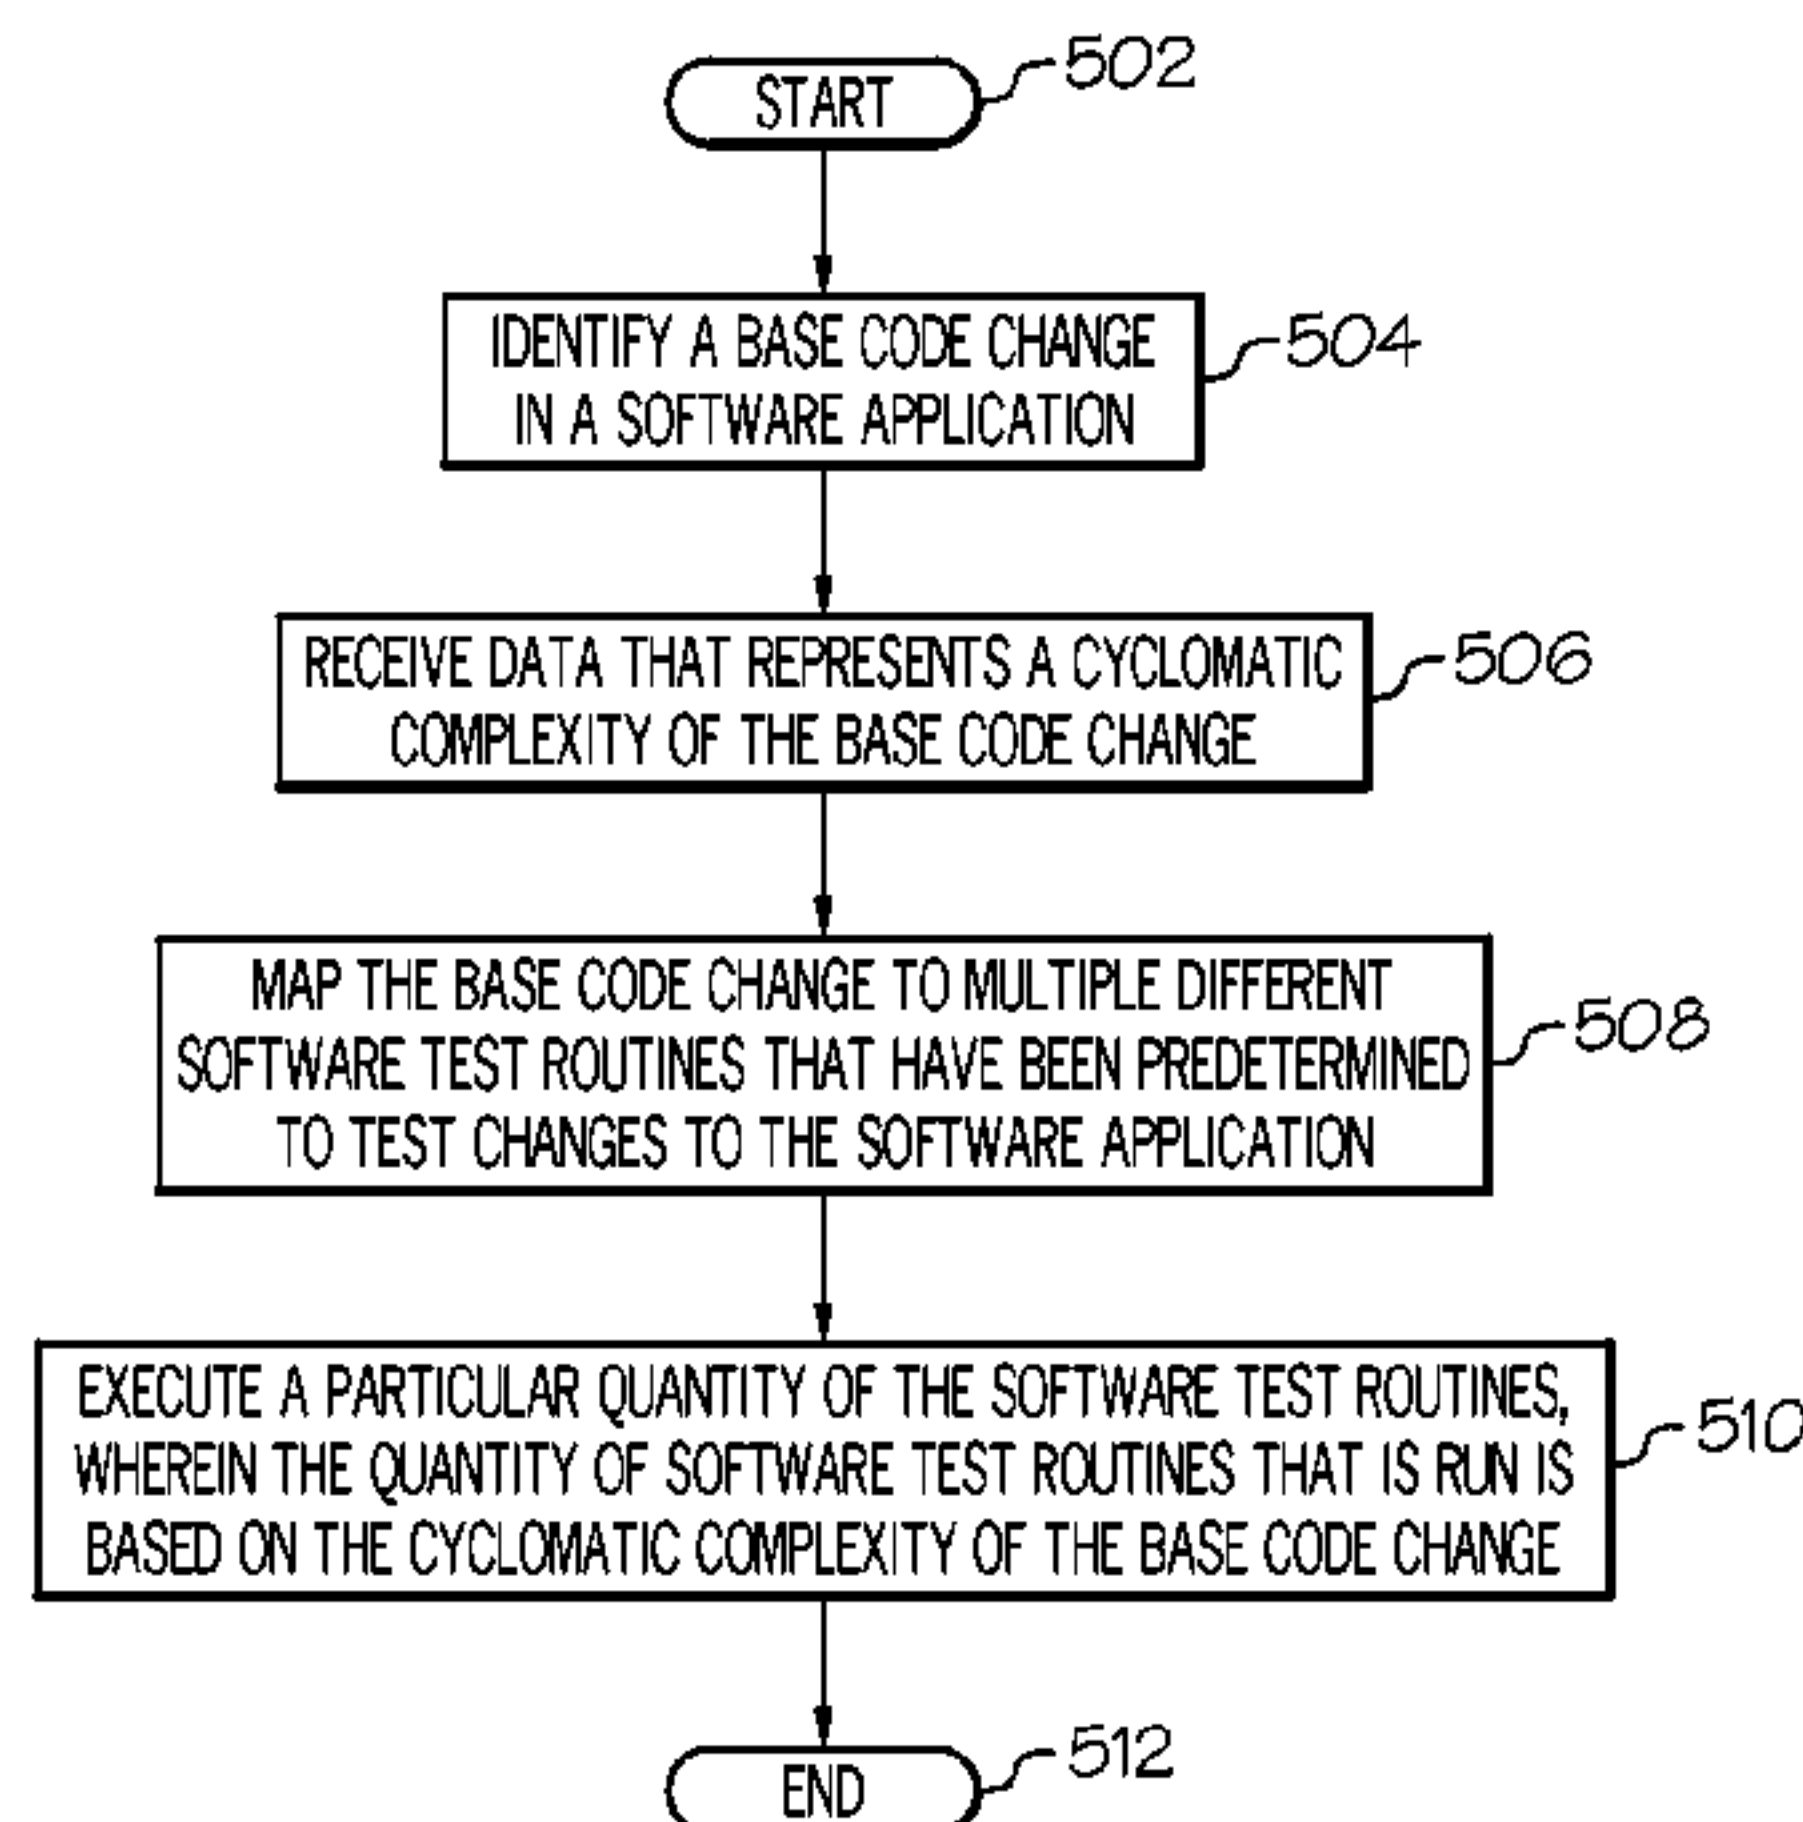 START
502
IDENTIFY A BASE CODE CHANGE
IN A SOFTWARE APPLICATION
504
RECEIVE DATA THAT REPRESENTS A CYCLOMATIC
COMPLEXITY OF THE BASE CODE CHANGE
506
MAP THE BASE CODE CHANGE TO MULTIPLE DIFFERENT
SOFTWARE TEST ROUTINES THAT HAVE BEEN PREDETERMINED
TO TEST CHANGES TO THE SOFTWARE APPLICATION
508
EXECUTE A PARTICULAR QUANTITY OF THE SOFTWARE TEST ROUTINES,
WHEREIN THE QUANTITY OF SOFTWARE TEST ROUTINES THAT IS RUN IS
BASED ON THE CYCLOMATIC COMPLEXITY OF THE BASE CODE CHANGE
510
END
512